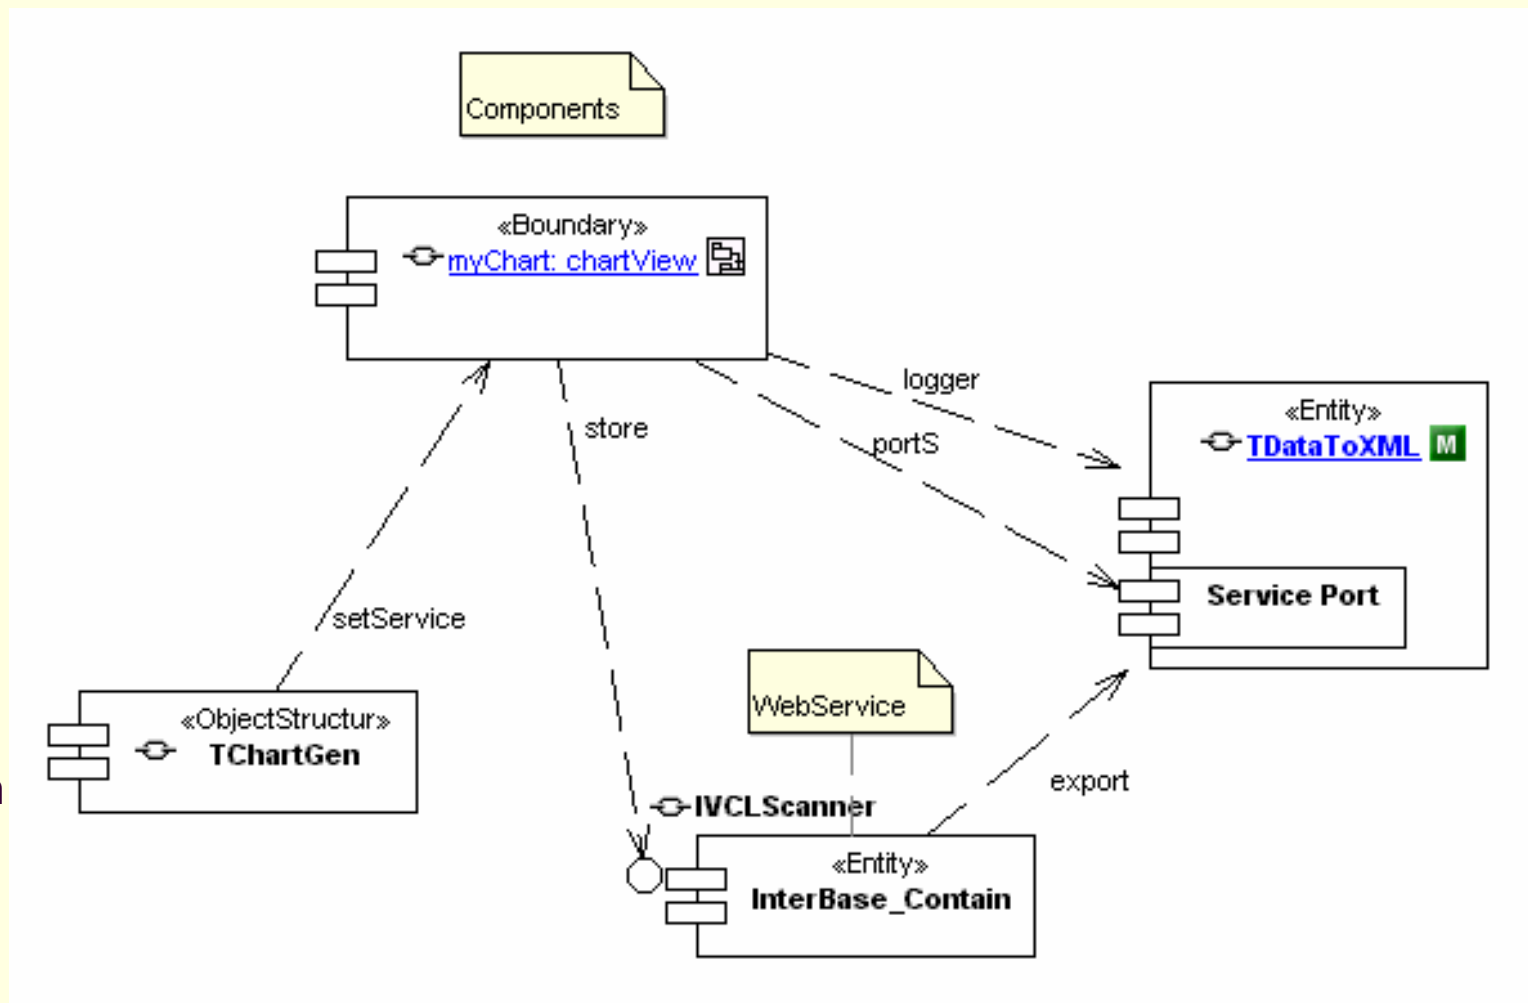 Components
«Boundary»
myChart: chartView
logger
«Entity»
TDataToXML M
store
portS
Service Port
setService
WebService
«ObjectStructur»
TChartGen
export
IVCLScanner
«Entity»
InterBase_Contain